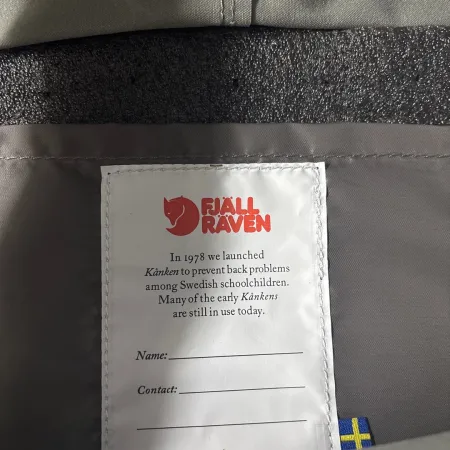 FJÄLL
RÄVEN
In 1978 we launched
Kånken to prevent back problems
among Swedish schoolchildren.
Many of the early Kånkens
are still in use today.
Name:
Contact: